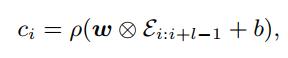 c_i = ρ(w ⊗ ℰ_{i:i+l−1} + b),